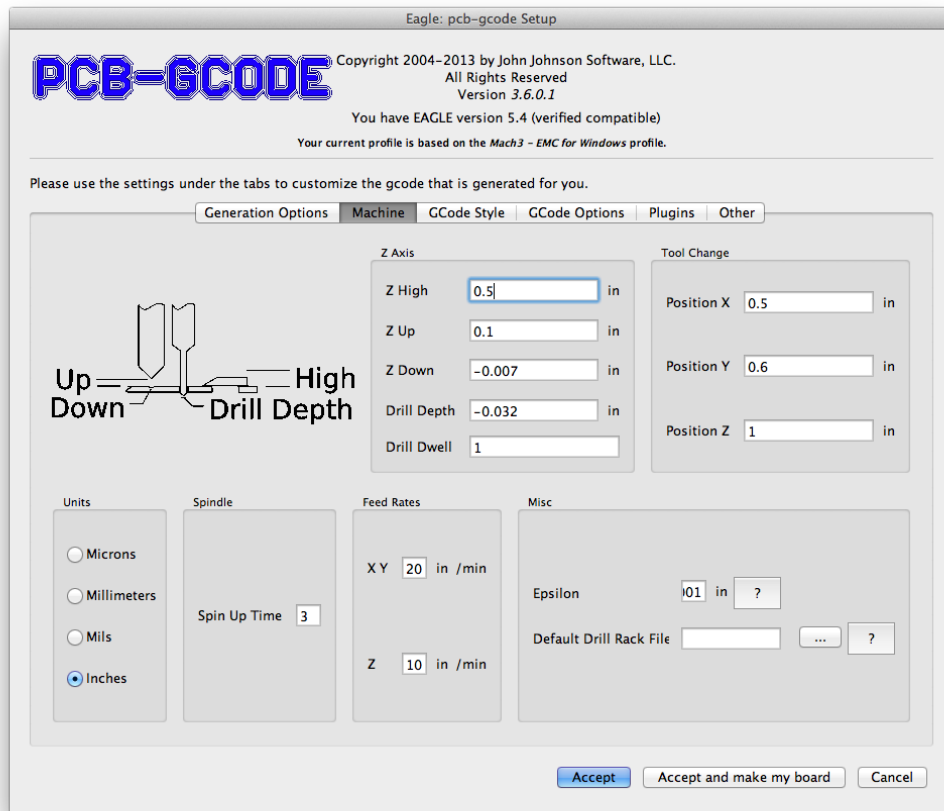 Eagle: pcb-gcode Setup
PCB-GCODE
Copyright 2004-2013 by John Johnson Software, LLC.
All Rights Reserved
Version 3.6.0.1
You have EAGLE version 5.4 (verified compatible)
Your current profile is based on the Mach3 - EMC for Windows profile.
Please use the settings under the tabs to customize the gcode that is generated for you.
Generation Options Machine GCode Style GCode Options Plugins Other
Up
Down
High
Drill Depth
Z Axis
Z High 0.5 in
Z Up 0.1 in
Z Down -0.007 in
Drill Depth -0.032 in
Drill Dwell 1
Tool Change
Position X 0.5 in
Position Y 0.6 in
Position Z 1 in
Units
Microns
Millimeters
Mils
Inches
Spindle
Spin Up Time 3
Feed Rates
X Y 20 in /min
Z 10 in /min
Misc
Epsilon 001 in ?
Default Drill Rack File ... ?
Accept Accept and make my board Cancel